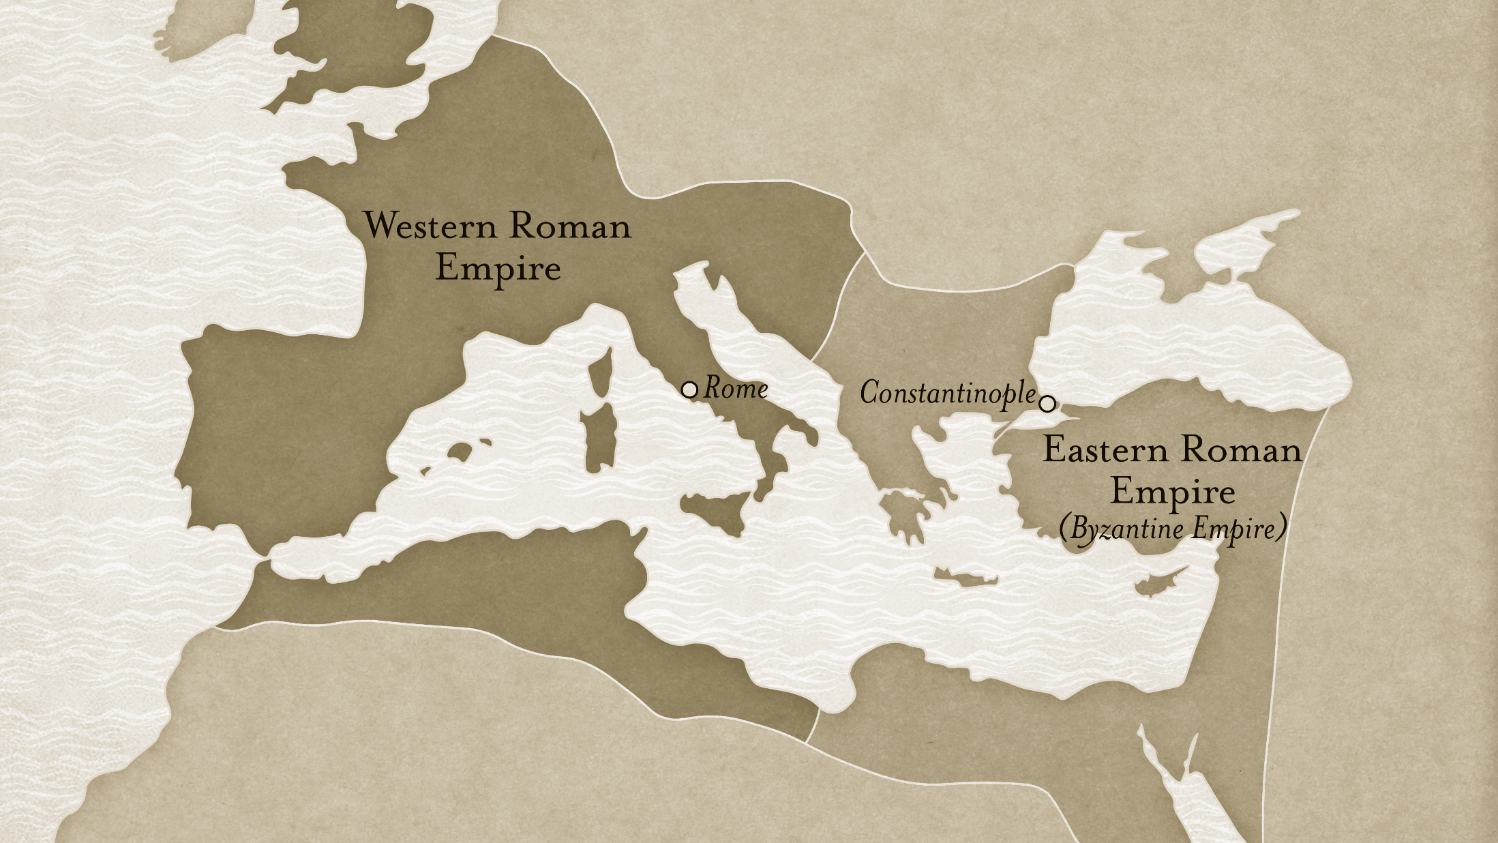 Western Roman
Empire
Rome
Constantinople
Eastern Roman
Empire
(Byzantine Empire)